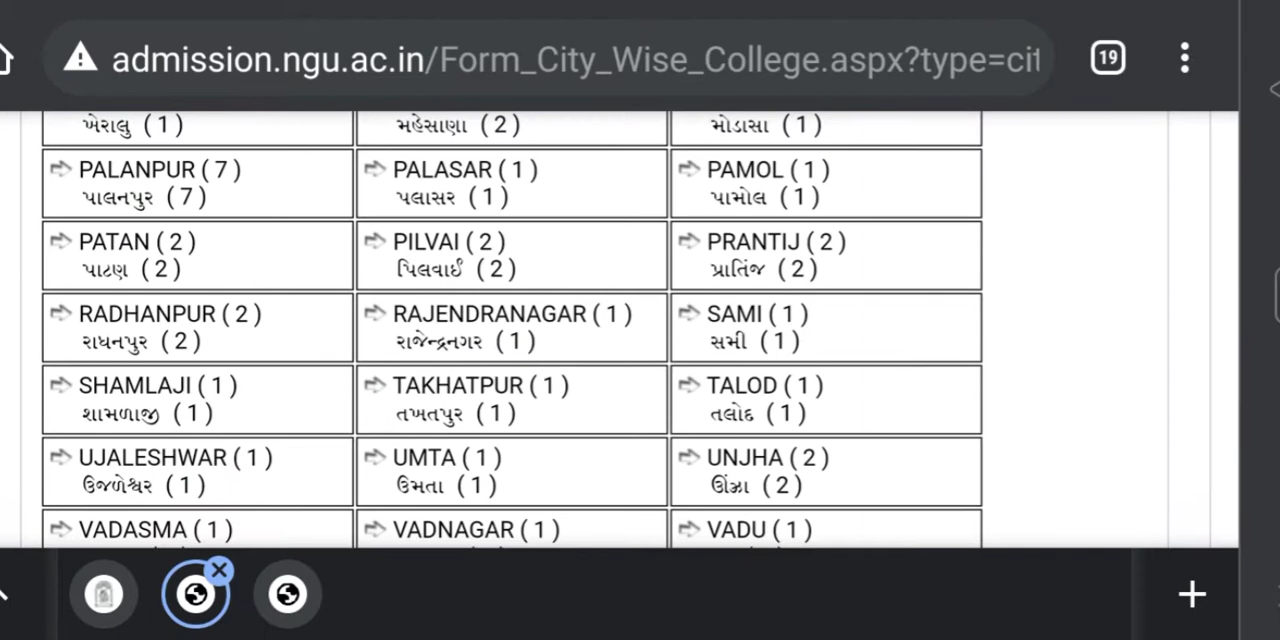 admission.ngu.ac.in/Form_City_Wise_College.aspx?type=cit
19
ખેરાલુ (1) મહેસાણા (2) મોડાસા (1)
PALANPUR ( 7 ) PALASAR ( 1 ) PAMOL ( 1 )
પાલનપુર (7) પલાસર (1) પામોલ (1)
PATAN ( 2 ) PILVAI ( 2 ) PRANTIJ ( 2 )
પાટણ (2) પિલવાઈ (2) પ્રાતિંજ (2)
RADHANPUR ( 2 ) RAJENDRANAGAR ( 1 ) SAMI ( 1 )
રાધનપુર (2) રાજેન્દ્રનગર (1) સમી (1)
SHAMLAJI ( 1 ) TAKHATPUR ( 1 ) TALOD ( 1 )
શામળાજી (1) તખતપુર (1) તલોદ (1)
UJALESHWAR ( 1 ) UMTA ( 1 ) UNJHA ( 2 )
ઉજળેશ્વર (1) ઉમતા (1) ઊંઝા (2)
VADASMA ( 1 ) VADNAGAR ( 1 ) VADU ( 1 )